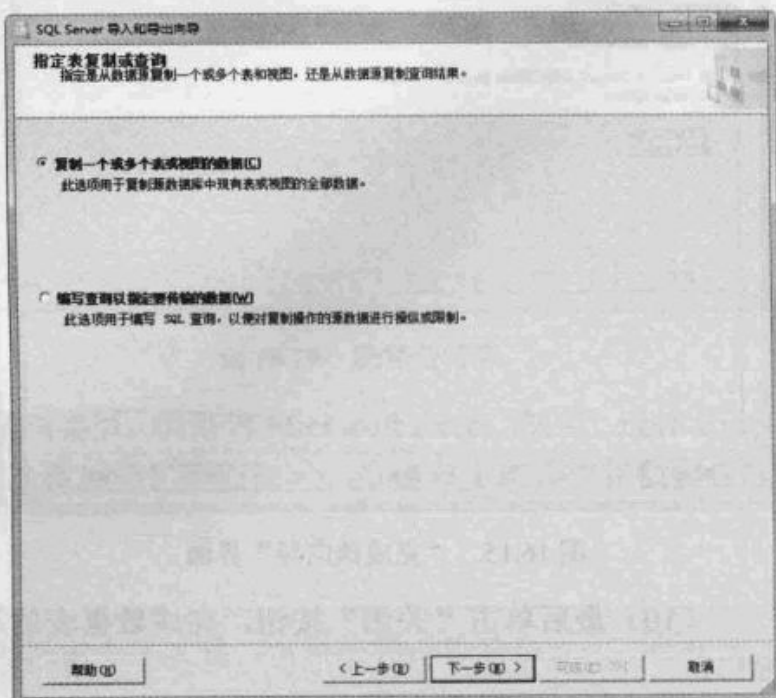 SQL Server 导入和导出向导
指定表复制或查询
指定是从数据源复制一个或多个表和视图,还是从数据源复制查询结果。
复制一个或多个表或视图的数据(C)
此选项用于复制源数据库中现有表或视图的全部数据。
编写查询以指定要传输的数据(W)
此选项用于编写 SQL 查询,以便对复制操作的源数据进行操纵或限制。
帮助(H)
< 上一步(B)
下一步(N) >
取消